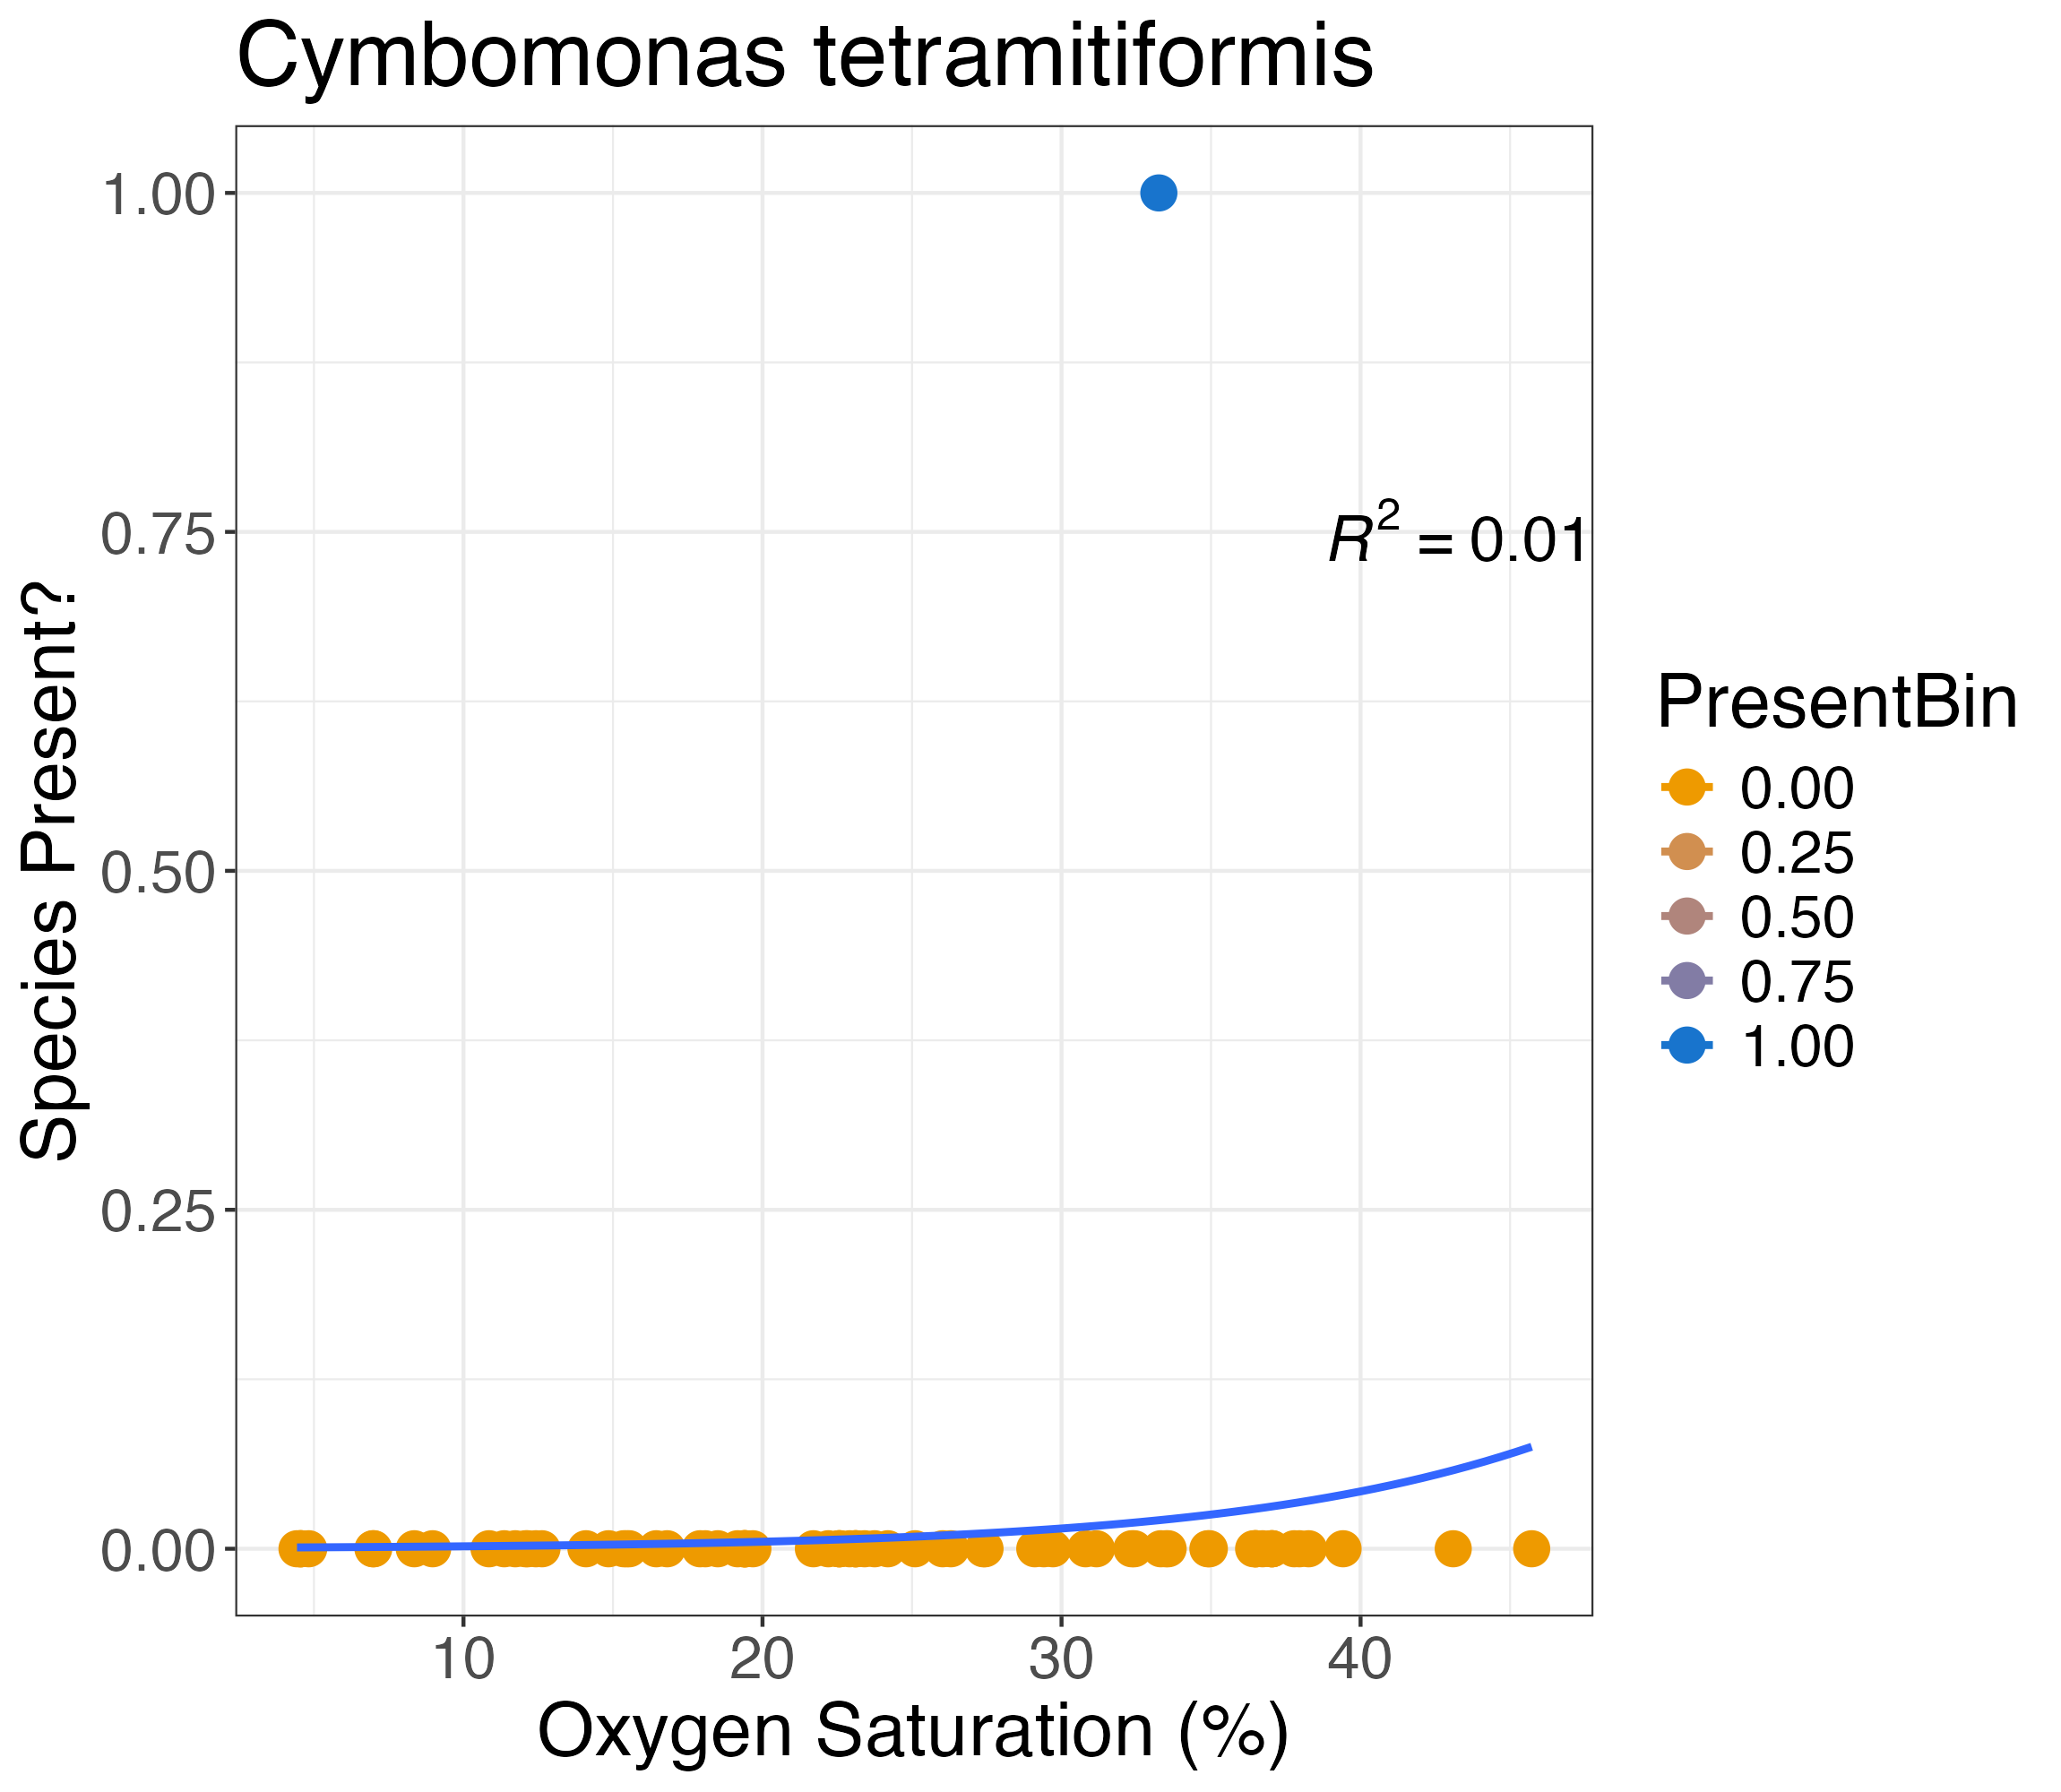 Cymbomonas tetramitiformis
Species Present?
1.00
0.75
0.50
0.25
0.00
R² = 0.01
10 20 30 40
Oxygen Saturation (%)
PresentBin
0.00
0.25
0.50
0.75
1.00